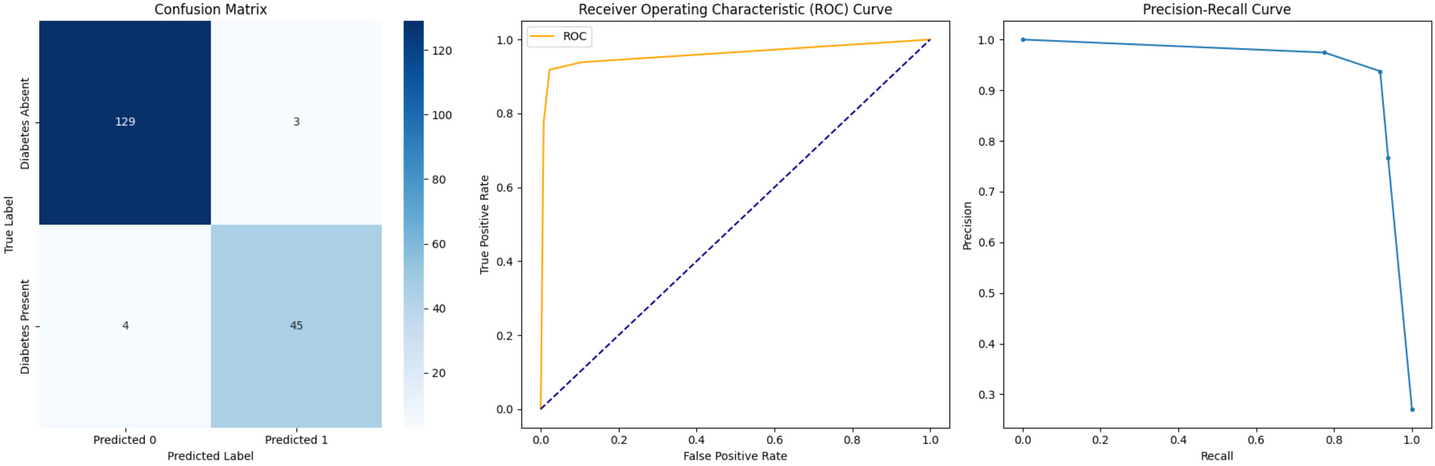 Confusion Matrix
True Label
Diabetes Absent
Diabetes Present
129
3
4
45
Predicted 0
Predicted 1
Predicted Label
120
100
80
60
40
20
Receiver Operating Characteristic (ROC) Curve
ROC
True Positive Rate
1.0
0.8
0.6
0.4
0.2
0.0
0.0
0.2
0.4
0.6
0.8
1.0
False Positive Rate
Precision-Recall Curve
Precision
1.0
0.9
0.8
0.7
0.6
0.5
0.4
0.3
0.0
0.2
0.4
0.6
0.8
1.0
Recall